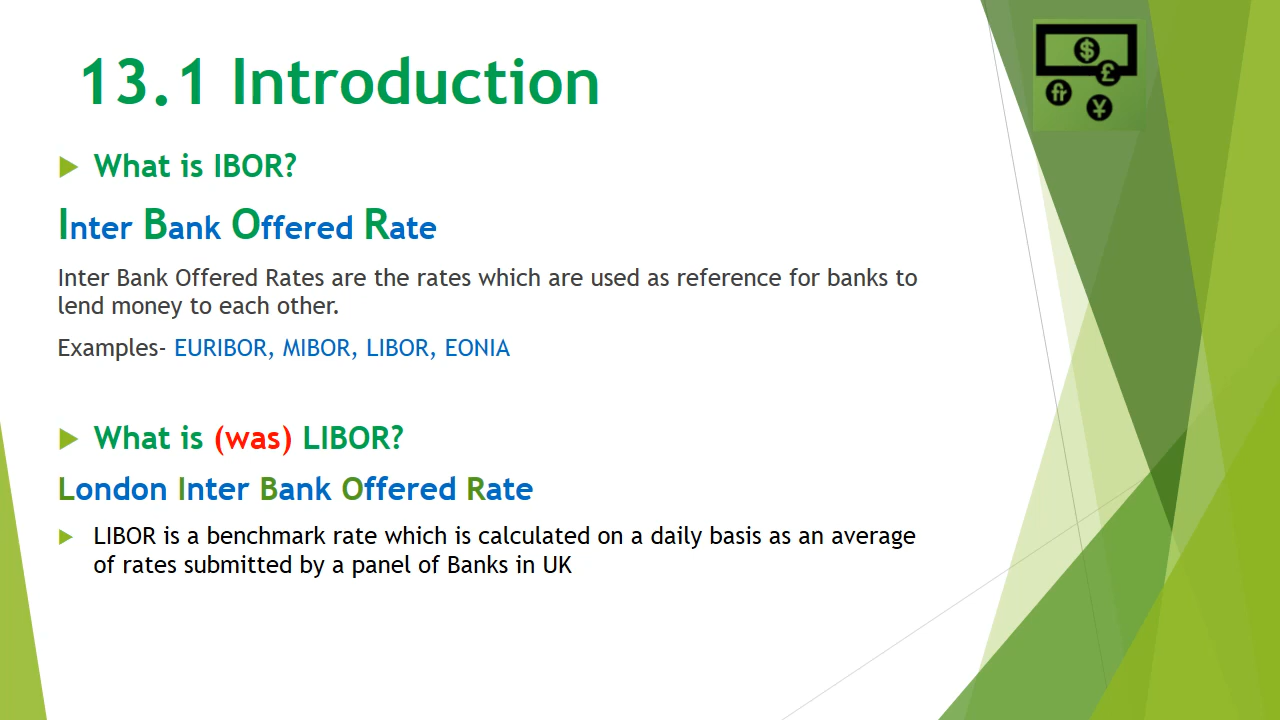 13.1 Introduction
What is IBOR?
Inter Bank Offered Rate
Inter Bank Offered Rates are the rates which are used as reference for banks to
lend money to each other.
Examples- EURIBOR, MIBOR, LIBOR, EONIA
What is (was) LIBOR?
London Inter Bank Offered Rate
LIBOR is a benchmark rate which is calculated on a daily basis as an average
of rates submitted by a panel of Banks in UK
$
£
fr
¥